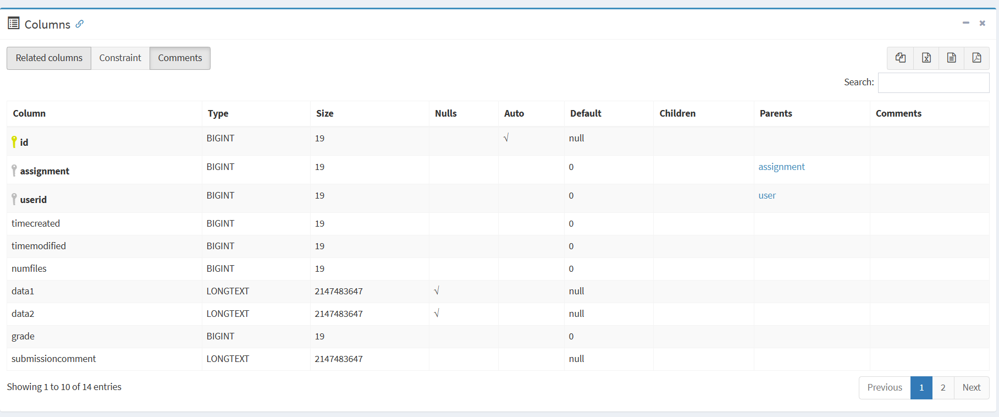 Columns
Related columns Constraint Comments
Search:
Column Type Size Nulls Auto Default Children Parents Comments
id BIGINT 19 √ null
assignment BIGINT 19 0 assignment
userid BIGINT 19 0 user
timecreated BIGINT 19 0
timemodified BIGINT 19 0
numfiles BIGINT 19 0
data1 LONGTEXT 2147483647 √ null
data2 LONGTEXT 2147483647 √ null
grade BIGINT 19 0
submissioncomment LONGTEXT 2147483647 null
Showing 1 to 10 of 14 entries
Previous 1 2 Next